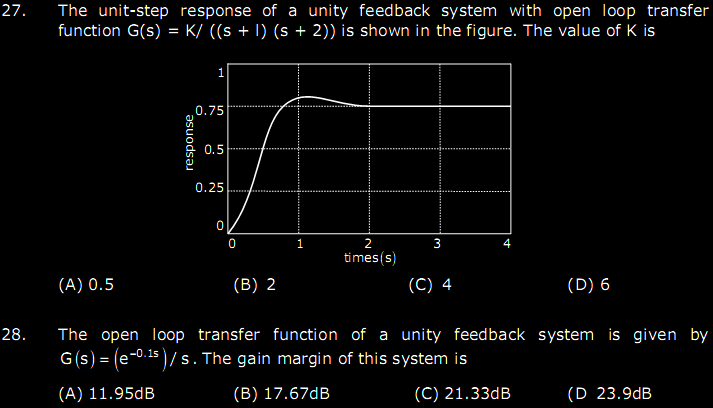 27. The unit-step response of a unity feedback system with open loop transfer
function G(s) = K/ ((s + l) (s + 2)) is shown in the figure. The value of K is
1
0.75
0.5
0.25
0
response
0 1 2 3 4
times(s)
(A) 0.5 (B) 2 (C) 4 (D) 6
28. The open loop transfer function of a unity feedback system is given by
G(s) = (e⁻⁰·¹ˢ)/ s. The gain margin of this system is
(A) 11.95dB (B) 17.67dB (C) 21.33dB (D 23.9dB